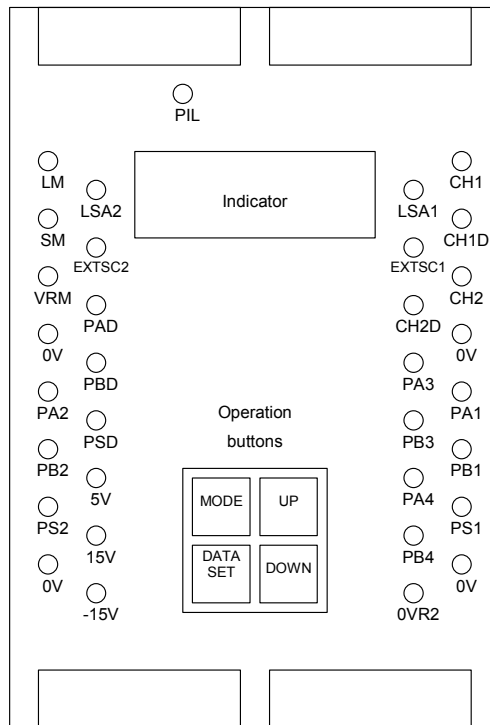 PIL
LM
LSA2
Indicator
LSA1
CH1
SM
EXTSC2
EXTSC1
CH1D
VRM
PAD
CH2D
CH2
0V
PBD
PA3
0V
PA2
PSD
Operation
buttons
PB3
PA1
PB2
5V
MODE
UP
PA4
PB1
PS2
15V
DATA
SET
DOWN
PB4
PS1
0V
-15V
0VR2
0V